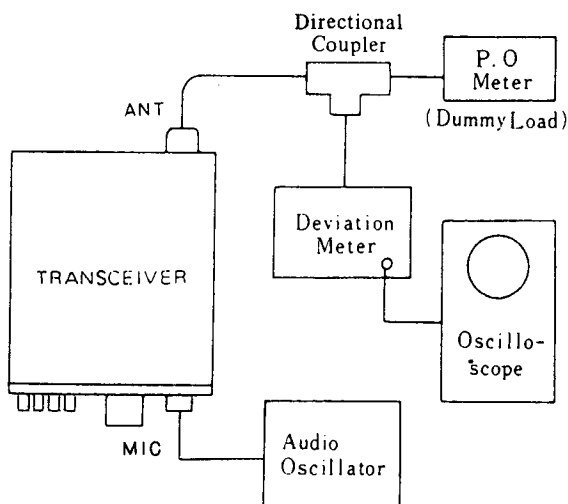 Directional
Coupler
P.O
Meter
(Dummy Load)
ANT
Deviation
Meter
TRANSCEIVER
Oscillo-
scope
MIC
Audio
Oscillator